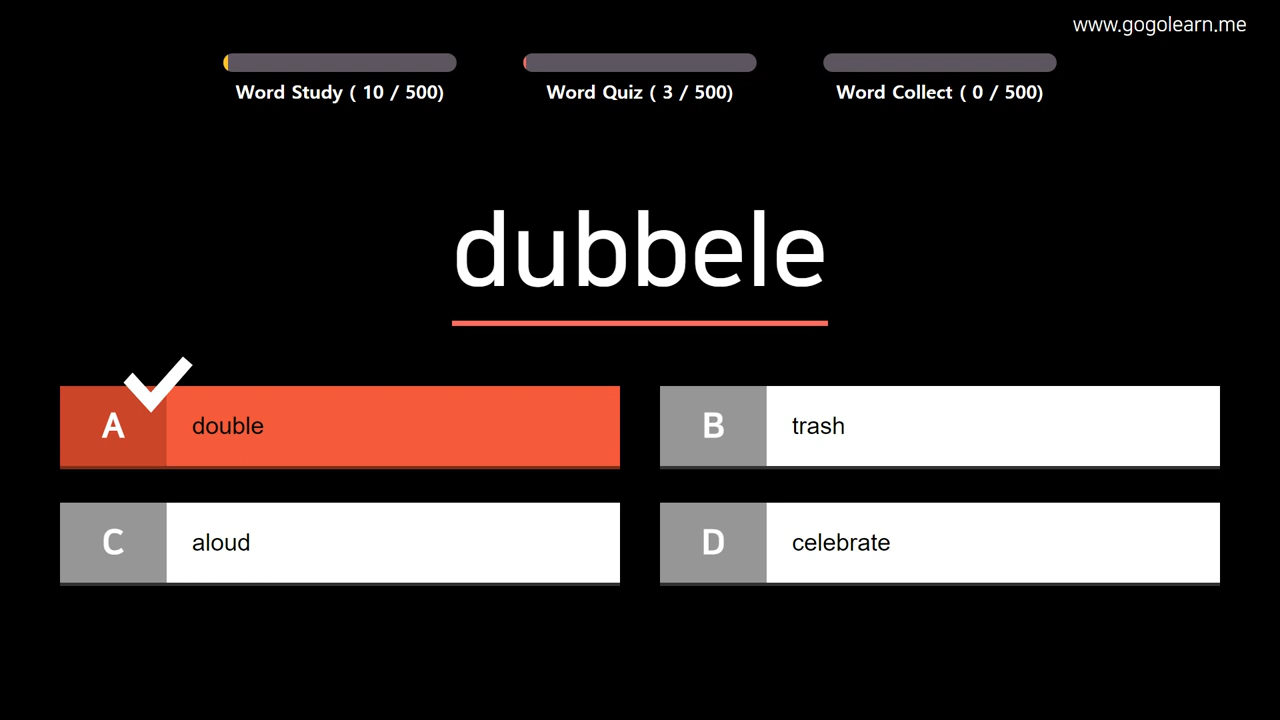 www.gogolearn.me
Word Study ( 10 / 500)
Word Quiz ( 3 / 500)
Word Collect ( 0 / 500)
dubbele
A double
B trash
C aloud
D celebrate